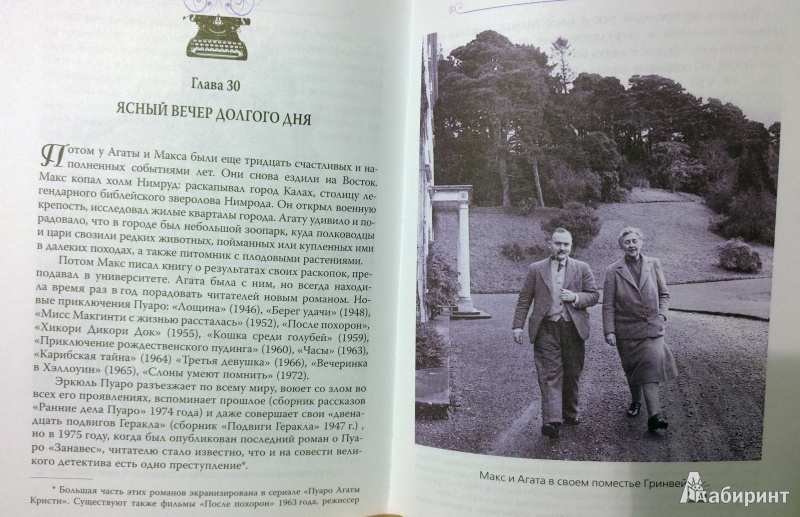 Глава 30
ЯСНЫЙ ВЕЧЕР ДОЛГОГО ДНЯ
Потом у Агаты и Макса были еще тридцать счастливых и на-
полненных событиями лет. Они снова ездили на Восток.
Макс копал холм Нимруд: раскапывал город Калах, столицу ле-
гендарного библейского зверолова Нимрода. Он открыл военную
крепость, исследовал жилые кварталы города. Агату удивило и по-
радовало, что в городе был небольшой зоопарк, куда полководцы
и цари свозили редких животных, пойманных или купленных ими
в далеких походах, а также питомник с плодовыми растениями.
Потом Макс писал книгу о результатах своих раскопок, пре-
подавал в университете. Агата была с ним, но всегда находи-
ла время раз в год порадовать читателей новым романом. Но-
вые приключения Пуаро: «Лощина» (1946), «Берег удачи» (1948),
«Мисс Макгинти с жизнью рассталась» (1952), «После похорон»,
«Хикори Дикори Док» (1955), «Кошка среди голубей» (1959),
«Приключение рождественского пудинга» (1960), «Часы» (1963),
«Карибская тайна» (1964) «Третья девушка» (1966), «Вечеринка
в Хэллоуин» (1965), «Слоны умеют помнить» (1972).
Эркюль Пуаро разъезжает по всему миру, воюет со злом во
всех его проявлениях, вспоминает прошлое (сборник рассказов
«Ранние дела Пуаро» 1974 года) и даже совершает свои «двена-
дцать подвигов Геракла» (сборник «Подвиги Геракла» 1947 г.) ,
но в 1975 году, когда был опубликован последний роман о Пуа-
ро «Занавес», читателю стало известно, что и на совести вели-
кого детектива есть одно преступление*.
* Большая часть этих романов экранизирована в сериале «Пуаро Агаты
Кристи». Существуют также фильмы «После похорон» 1963 года, режиссер
Макс и Агата в своем поместье Гринвей
Лабиринт.ру